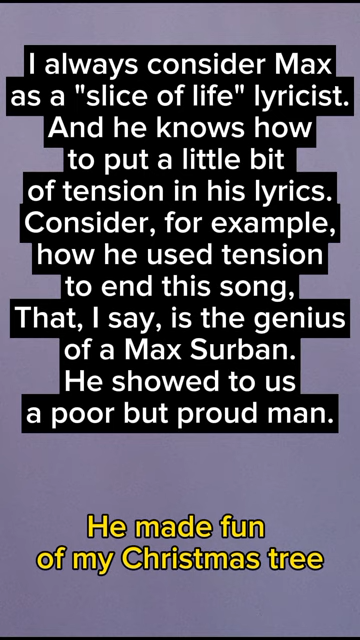 I always consider Max
as a "slice of life" lyricist.
And he knows how
to put a little bit
of tension in his lyrics.
Consider, for example,
how he used tension
to end this song,
That, I say, is the genius
of a Max Surban.
He showed to us
a poor but proud man.
He made fun
of my Christmas tree